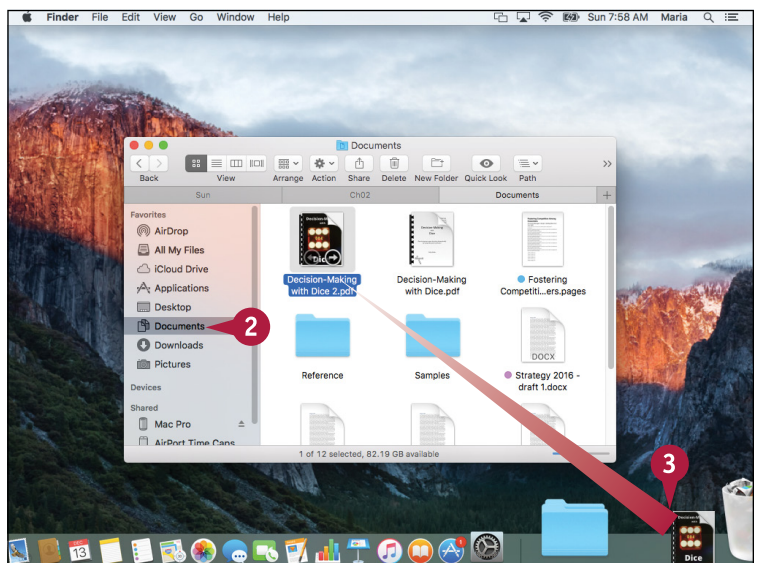 Finder File Edit View Go Window Help Sun 7:58 AM Maria
Documents
Back View Arrange Action Share Delete New Folder Quick Look Path
Sun Ch02 Documents
Favorites
AirDrop
All My Files
iCloud Drive
Applications
Desktop
Documents
Downloads
Pictures
Devices
Shared
Mac Pro
AirPort Time Caps
2
Decision-Making
with Dice 2.pdf
Decision-Making
with Dice.pdf
Fostering
Competiti...ers.pages
Reference
Samples
DOCX
Strategy 2016 -
draft 1.docx
1 of 12 selected, 82.19 GB available
3
DEC
13
Dice